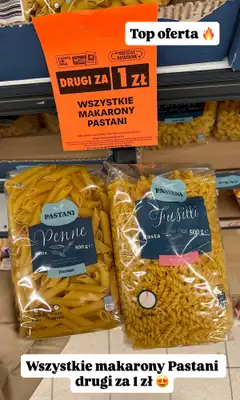 Top oferta 🔥
DRUGI ZA 1 ZŁ
WSZYSTKIE
MAKARONY
PASTANI
PASTANI
Penne
500 g
PASTANI
Fusilli
Pasta
500 g
Wszystkie makarony Pastani
drugi za 1 zł 😍